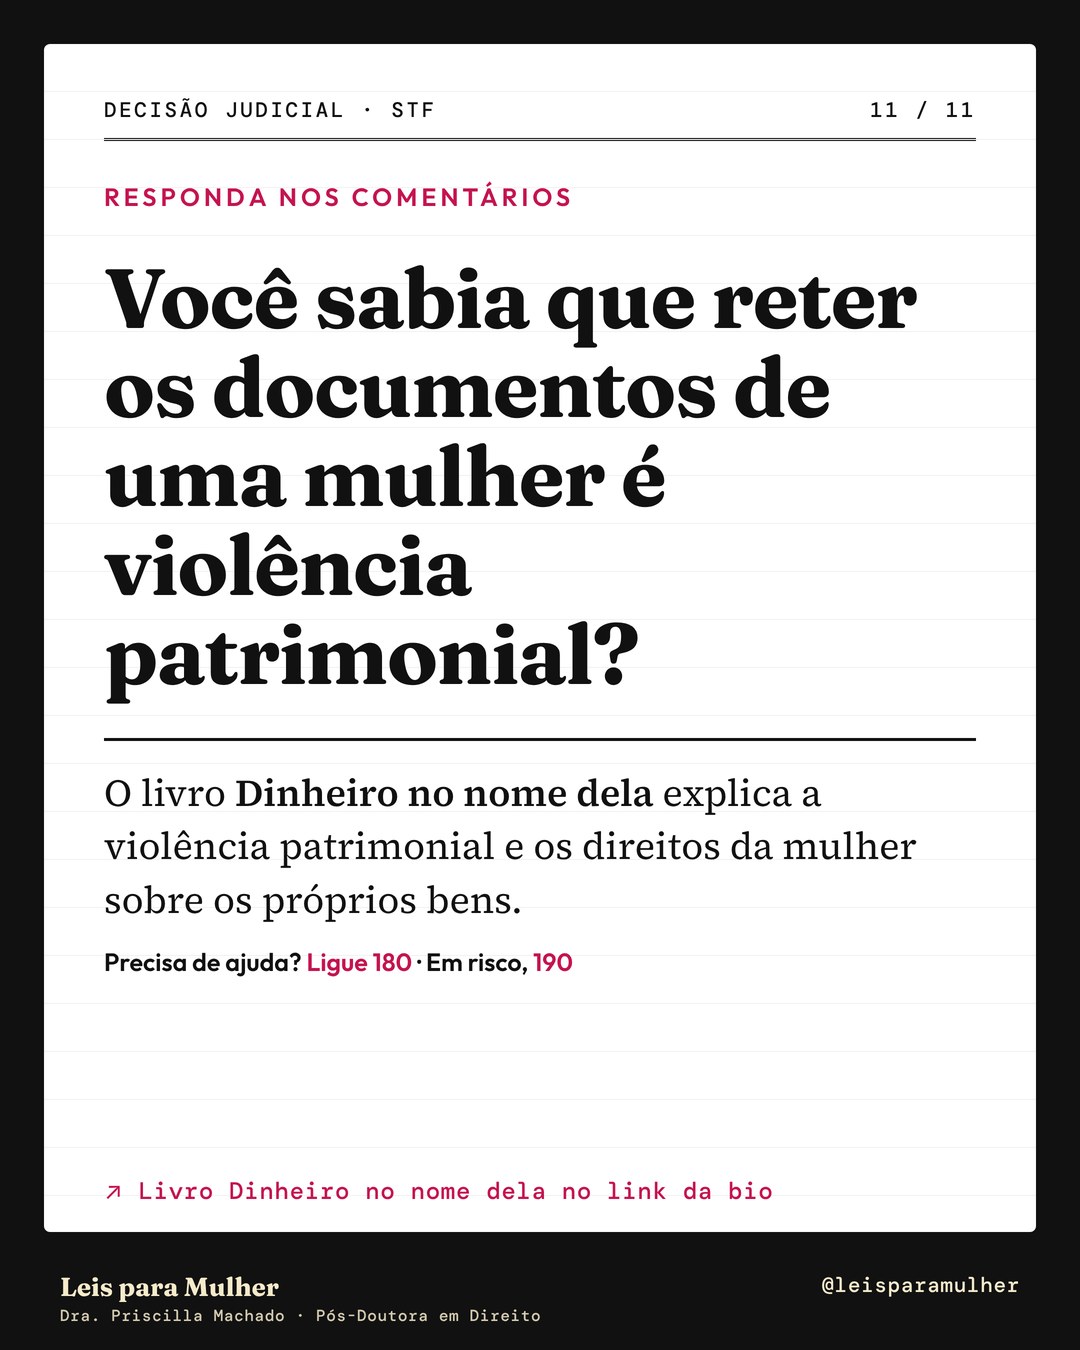 DECISÃO JUDICIAL · STF
11 / 11
RESPONDA NOS COMENTÁRIOS
Você sabia que reter
os documentos de
uma mulher é
violência
patrimonial?
O livro Dinheiro no nome dela explica a
violência patrimonial e os direitos da mulher
sobre os próprios bens.
Precisa de ajuda? Ligue 180 · Em risco, 190
↗ Livro Dinheiro no nome dela no link da bio
Leis para Mulher
@leisparamulher
Dra. Priscilla Machado · Pós-Doutora em Direito